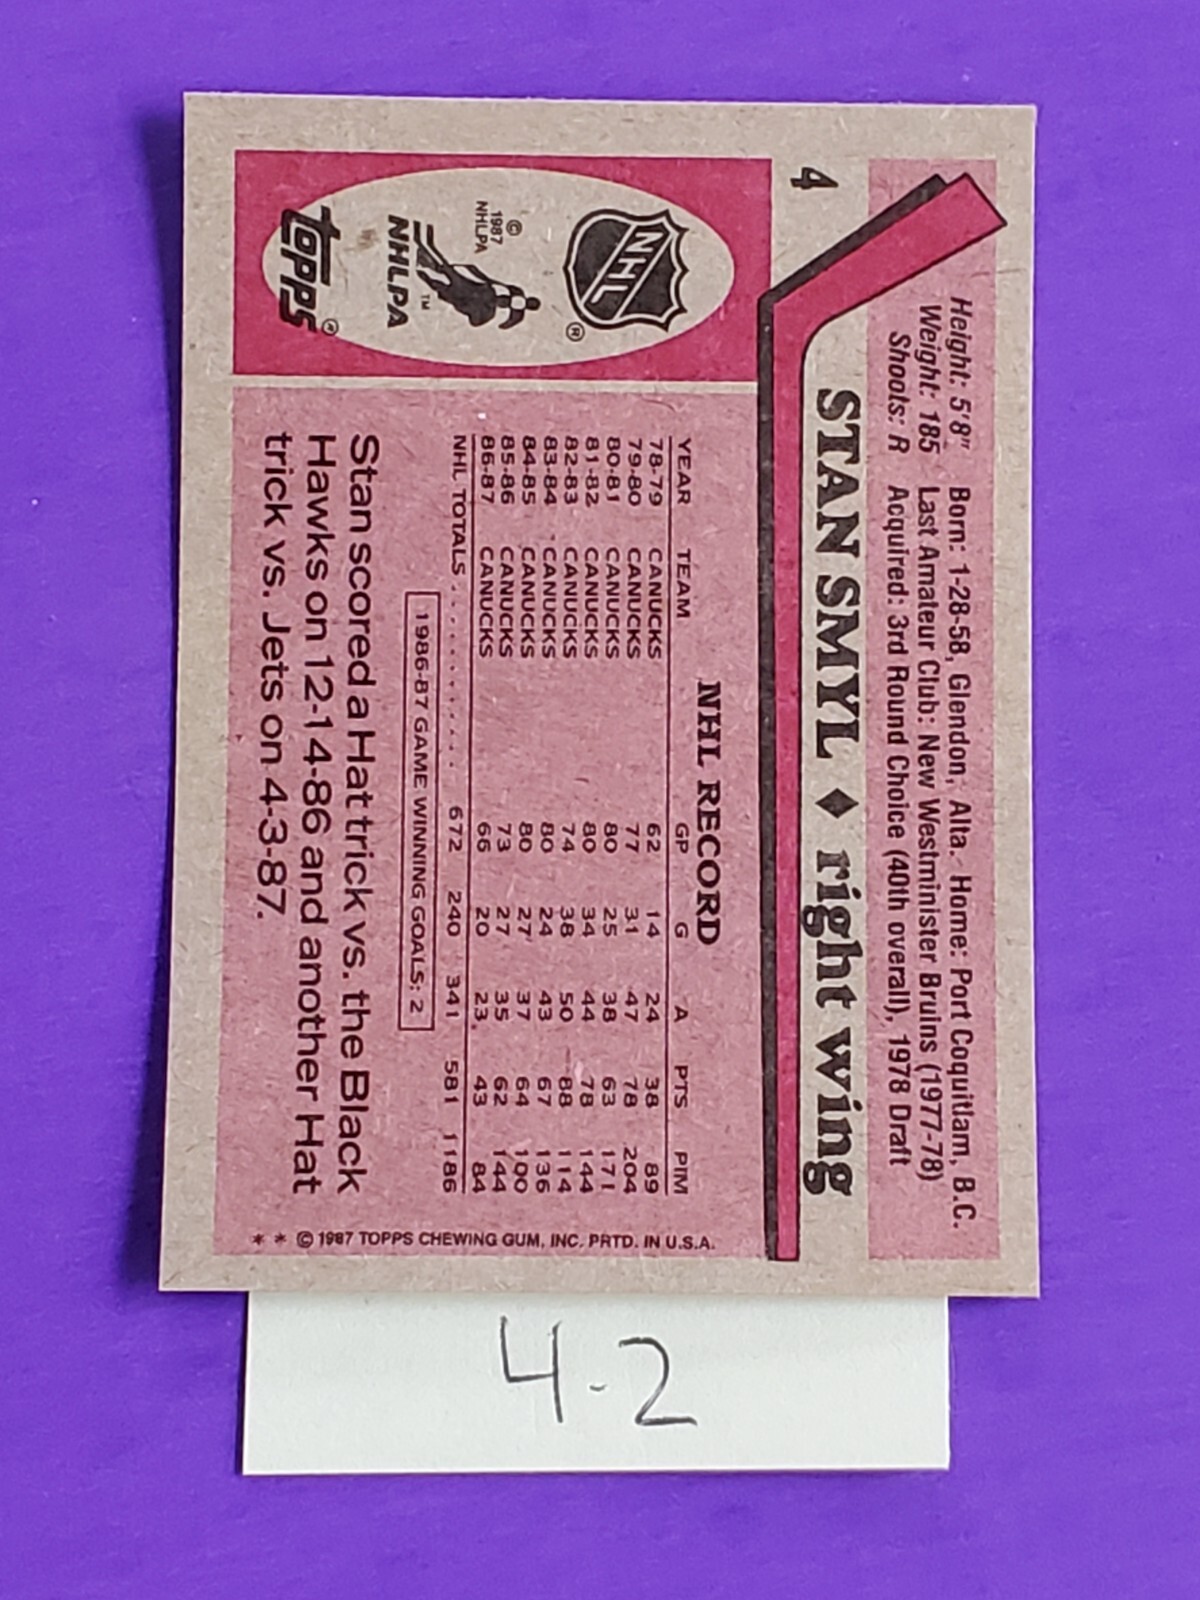 4
Height: 5'8" Born: 1-28-58, Glendon, Alta. Home: Port Coquitlam, B.C.
Weight: 185 Last Amateur Club: New Westminister Bruins (1977-78)
Shoots: R Acquired: 3rd Round Choice (40th overall), 1978 Draft
STAN SMYL ♦ right wing
NHL
®
© 1987 NHLPA
NHLPA™
TOPPS®
NHL RECORD
YEAR TEAM GP G A PTS PIM
78-79 CANUCKS 62 14 24 38 89
79-80 CANUCKS 77 31 47 78 204
80-81 CANUCKS 80 25 38 63 171
81-82 CANUCKS 80 34 44 78 144
82-83 CANUCKS 74 38 50 88 114
83-84 CANUCKS 80 24 43 67 136
84-85 CANUCKS 80 27 37 64 100
85-86 CANUCKS 73 27 35 62 144
86-87 CANUCKS 66 20 23 43 84
NHL TOTALS .......... 672 240 341 581 1186
1986-87 GAME WINNING GOALS: 2
Stan scored a Hat trick vs. the Black
Hawks on 12-14-86 and another Hat
trick vs. Jets on 4-3-87.
* * © 1987 TOPPS CHEWING GUM, INC. PRTD. IN U.S.A.
4-2